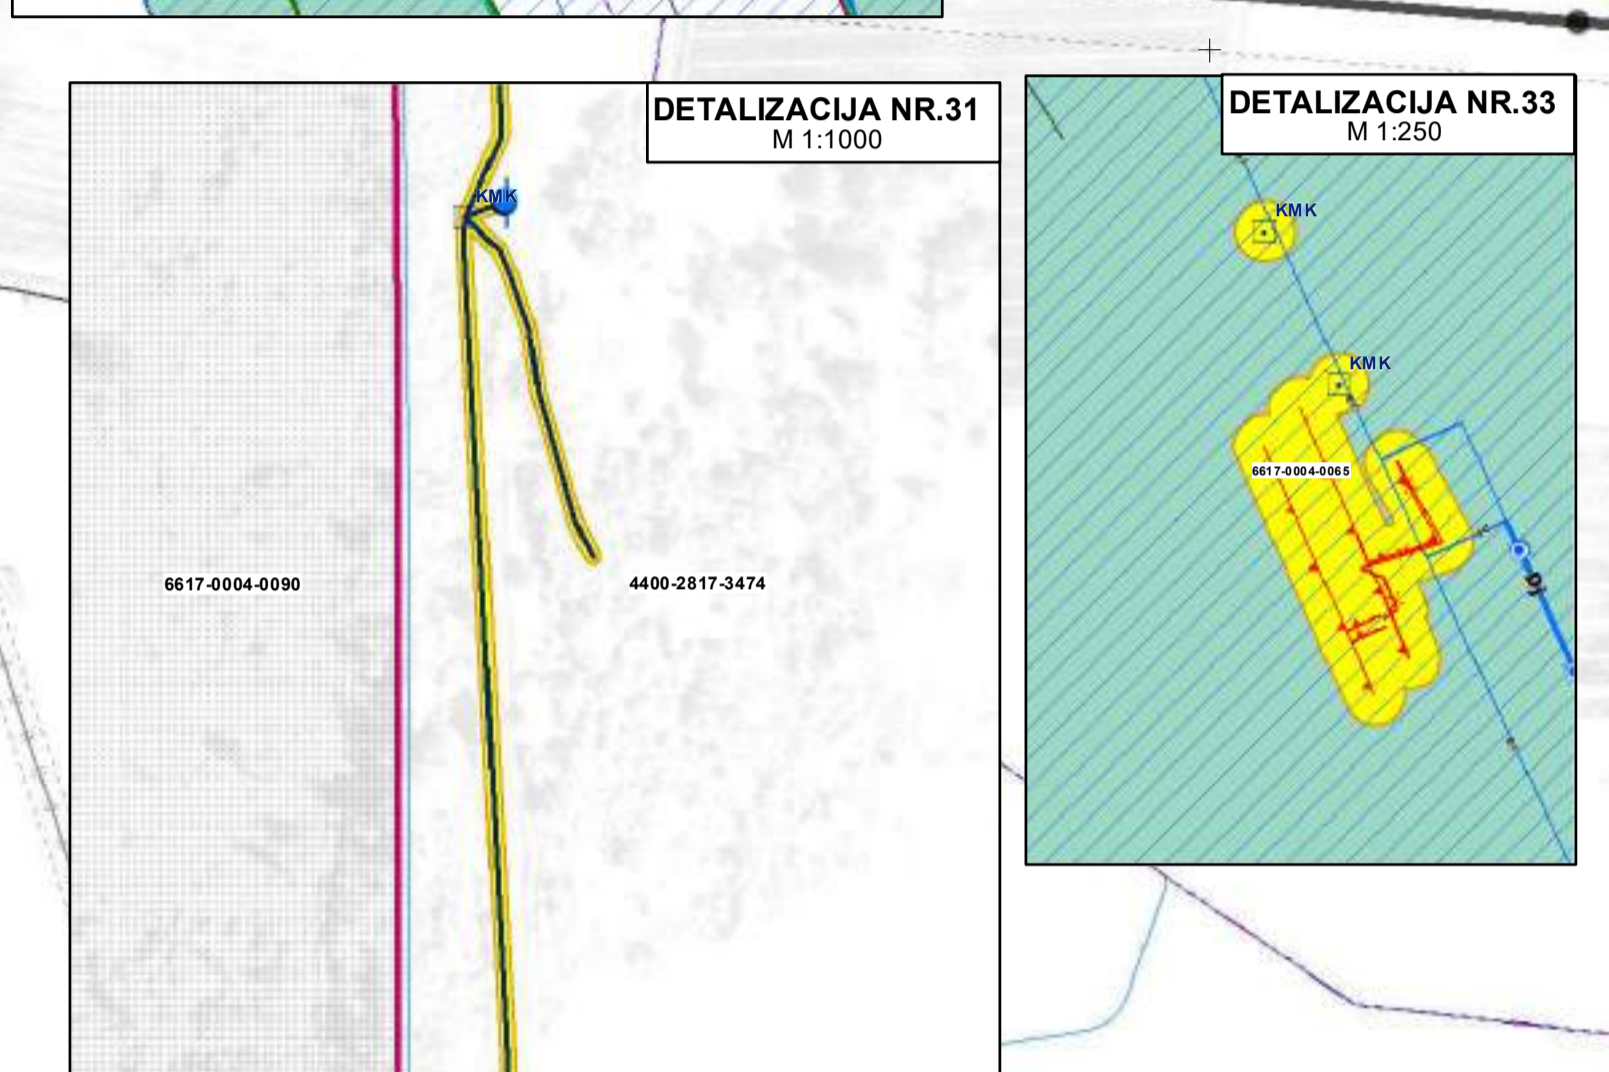 DETALIZACIJA NR.31
M 1:1000
KMK
6617-0004-0090
4400-2817-3474
DETALIZACIJA NR.33
M 1:250
KMK
KMK
6617-0004-0065
D1